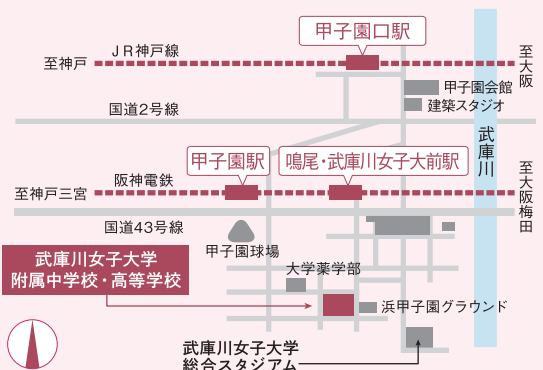 甲子園口駅
JR神戸線
至神戸
至大阪
甲子園会館
建築スタジオ
国道2号線
武庫川
甲子園駅
鳴尾・武庫川女子大前駅
阪神電鉄
至神戸三宮
至大阪梅田
国道43号線
甲子園球場
武庫川女子大学
附属中学校・高等学校
大学薬学部
浜甲子園グラウンド
武庫川女子大学
総合スタジアム